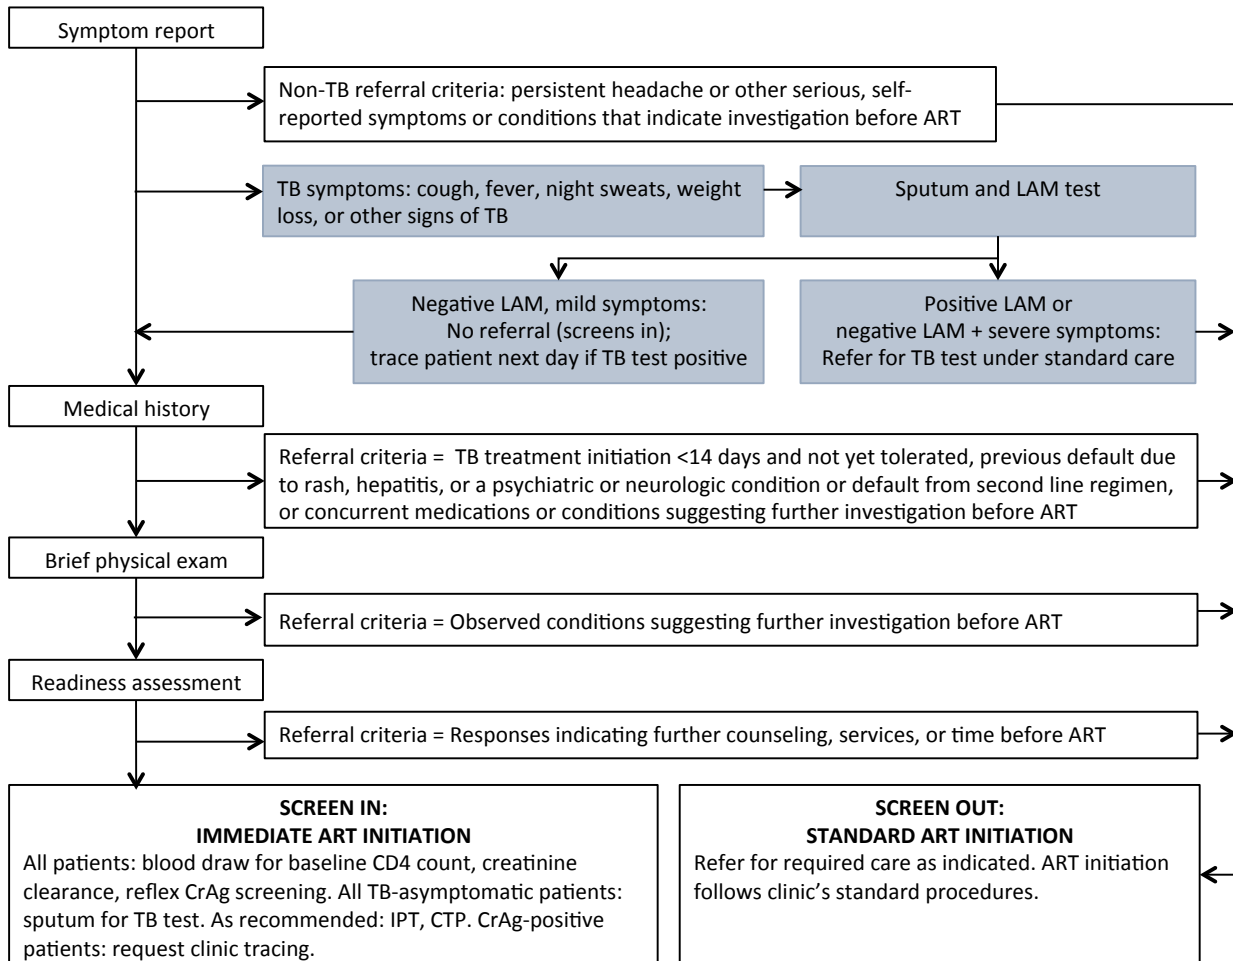 Symptom report
Non-TB referral criteria: persistent headache or other serious, self-
reported symptoms or conditions that indicate investigation before ART
TB symptoms: cough, fever, night sweats, weight
loss, or other signs of TB
Sputum and LAM test
Negative LAM, mild symptoms:
No referral (screens in);
trace patient next day if TB test positive
Positive LAM or
negative LAM + severe symptoms:
Refer for TB test under standard care
Medical history
Referral criteria = TB treatment initiation <14 days and not yet tolerated, previous default due
to rash, hepatitis, or a psychiatric or neurologic condition or default from second line regimen,
or concurrent medications or conditions suggesting further investigation before ART
Brief physical exam
Referral criteria = Observed conditions suggesting further investigation before ART
Readiness assessment
Referral criteria = Responses indicating further counseling, services, or time before ART
SCREEN IN:
IMMEDIATE ART INITIATION
All patients: blood draw for baseline CD4 count, creatinine
clearance, reflex CrAg screening. All TB-asymptomatic patients:
sputum for TB test. As recommended: IPT, CTP. CrAg-positive
patients: request clinic tracing.
SCREEN OUT:
STANDARD ART INITIATION
Refer for required care as indicated. ART initiation
follows clinic's standard procedures.